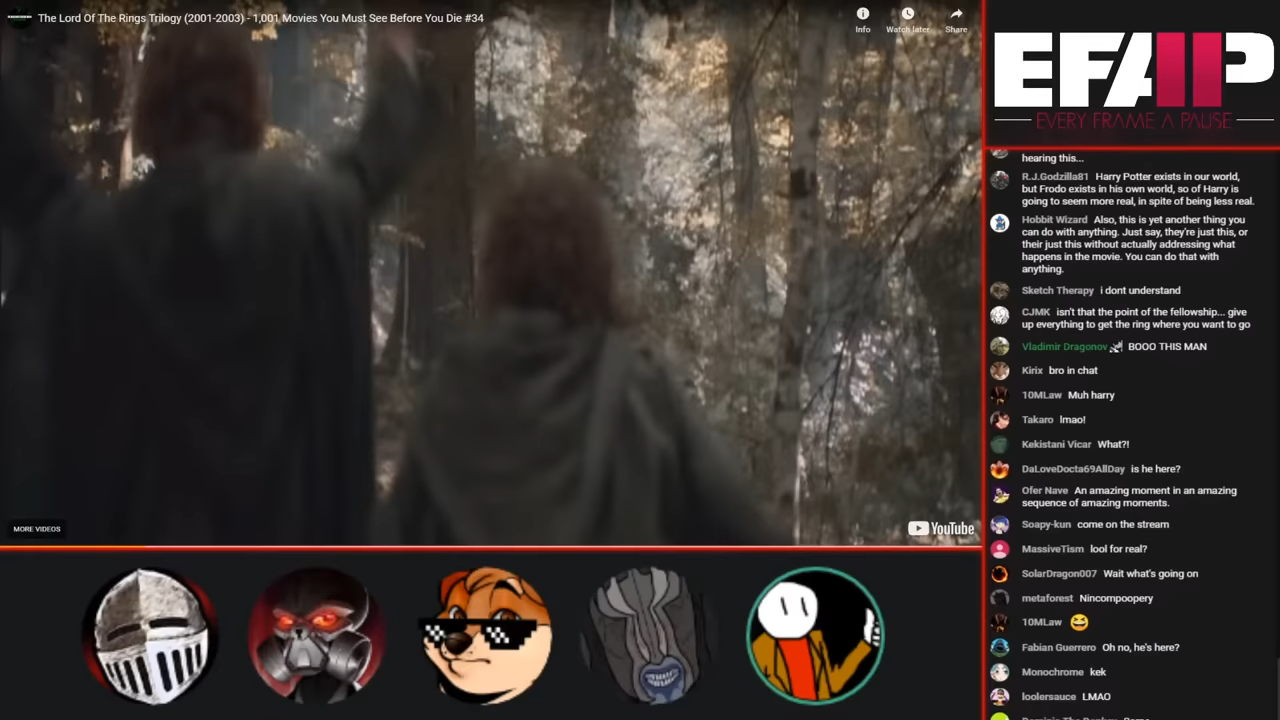 The Lord Of The Rings Trilogy (2001-2003) - 1,001 Movies You Must See Before You Die #34
Info
Watch later
Share
MORE VIDEOS
YouTube
EFAP
EVERY FRAME A PAUSE
hearing this...
R.J.Godzilla81 Harry Potter exists in our world,
but Frodo exists in his own world, so of Harry is
going to seem more real, in spite of being less real.
Hobbit Wizard Also, this is yet another thing you
can do with anything. Just say, they're just this, or
their just this without actually addressing what
happens in the movie. You can do that with
anything.
Sketch Therapy i dont understand
CJMK isn't that the point of the fellowship... give
up everything to get the ring where you want to go
Vladimir Dragonov BOOO THIS MAN
Kirix bro in chat
10MLaw Muh harry
Takaro lmao!
Kekistani Vicar What?!
DaLoveDocta69AllDay is he here?
Ofer Nave An amazing moment in an amazing
sequence of amazing moments.
Soapy-kun come on the stream
MassiveTism lool for real?
SolarDragon007 Wait what's going on
metaforest Nincompoopery
10MLaw 😆
Fabian Guerrero Oh no, he's here?
Monochrome kek
loolersauce LMAO